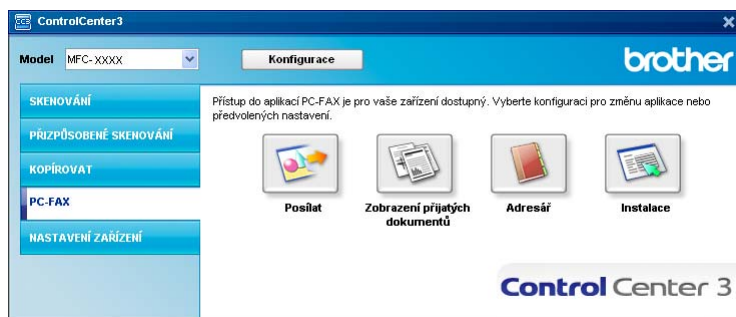 CC3 ControlCenter3
Model MFC-XXXX Konfigurace brother
SKENOVÁNÍ
PŘIZPŮSOBENÉ SKENOVÁNÍ
KOPÍROVAT
PC-FAX
NASTAVENÍ ZAŘÍZENÍ
Přístup do aplikací PC-FAX je pro vaše zařízení dostupný. Vyberte konfiguraci pro změnu aplikace nebo
předvolených nastavení.
Posílat
Zobrazení přijatých
dokumentů
Adresář
Instalace
Control Center 3